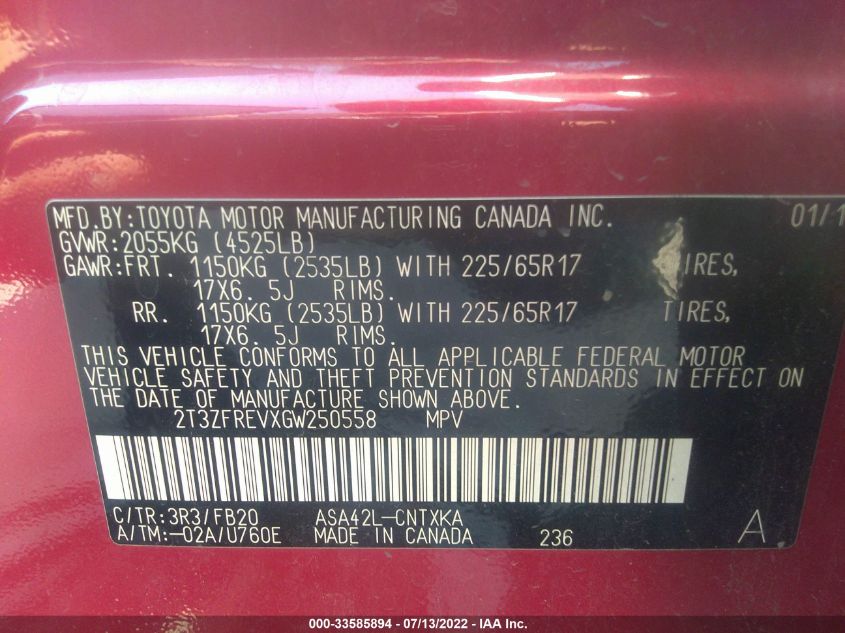 MFD.BY:TOYOTA MOTOR MANUFACTURING CANADA INC. 01/1
GVWR:2055KG (4525LB)
GAWR:FRT. 1150KG (2535LB) WITH 225/65R17 IRES,
17X6.5J RIMS.
RR. 1150KG (2535LB) WITH 225/65R17 TIRES,
17X6.5J RIMS.
THIS VEHICLE CONFORMS TO ALL APPLICABLE FEDERAL MOTOR
VEHICLE SAFETY AND THEFT PREVENTION STANDARDS IN EFFECT ON
THE DATE OF MANUFACTURE SHOWN ABOVE.
2T3ZFREVXGW250558 MPV
C/TR:3R3/FB20 ASA42L-CNTXKA
A/TM:-02A/U760E MADE IN CANADA 236 A
000-33585894 - 07/13/2022 - IAA Inc.